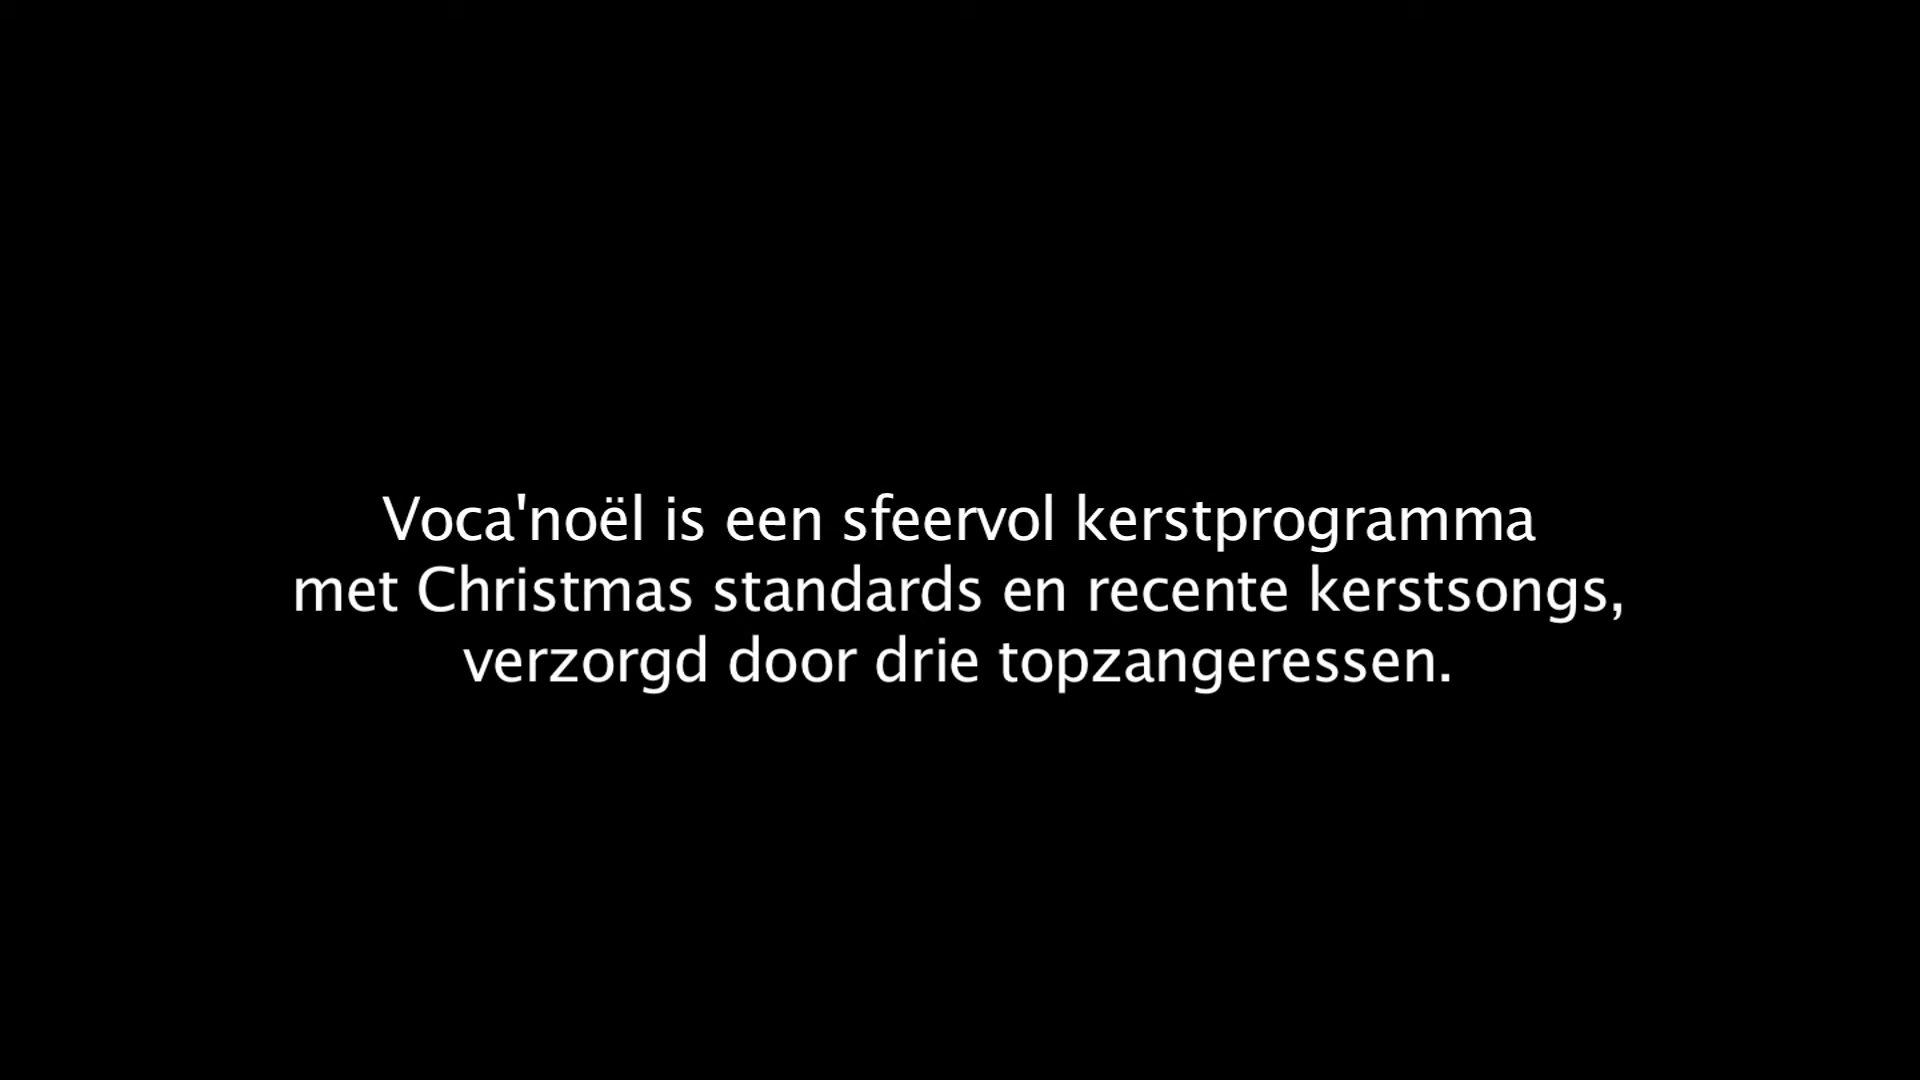 Voca'noël is een sfeervol kerstprogramma
met Christmas standards en recente kerstsongs,
verzorgd door drie topzangeressen.